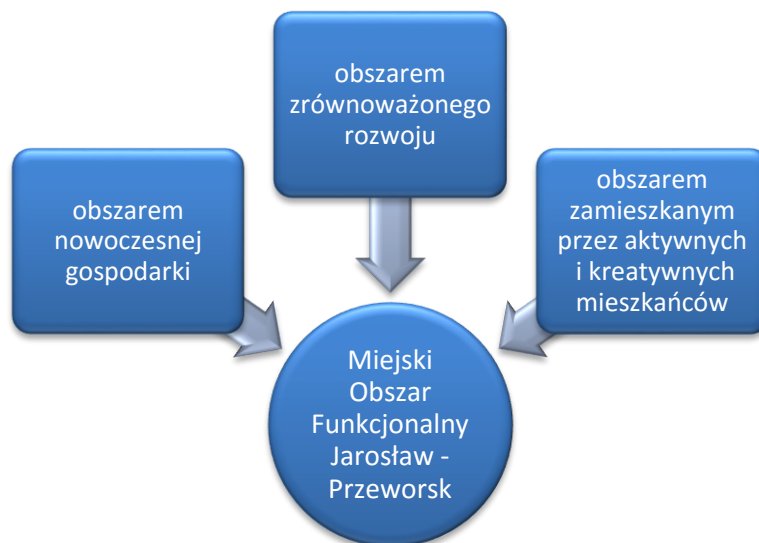 obszarem
zrównoważonego
rozwoju
obszarem
nowoczesnej
gospodarki
obszarem
zamieszkanym
przez aktywnych
i kreatywnych
mieszkańców
Miejski
Obszar
Funkcjonalny
Jarosław -
Przeworsk